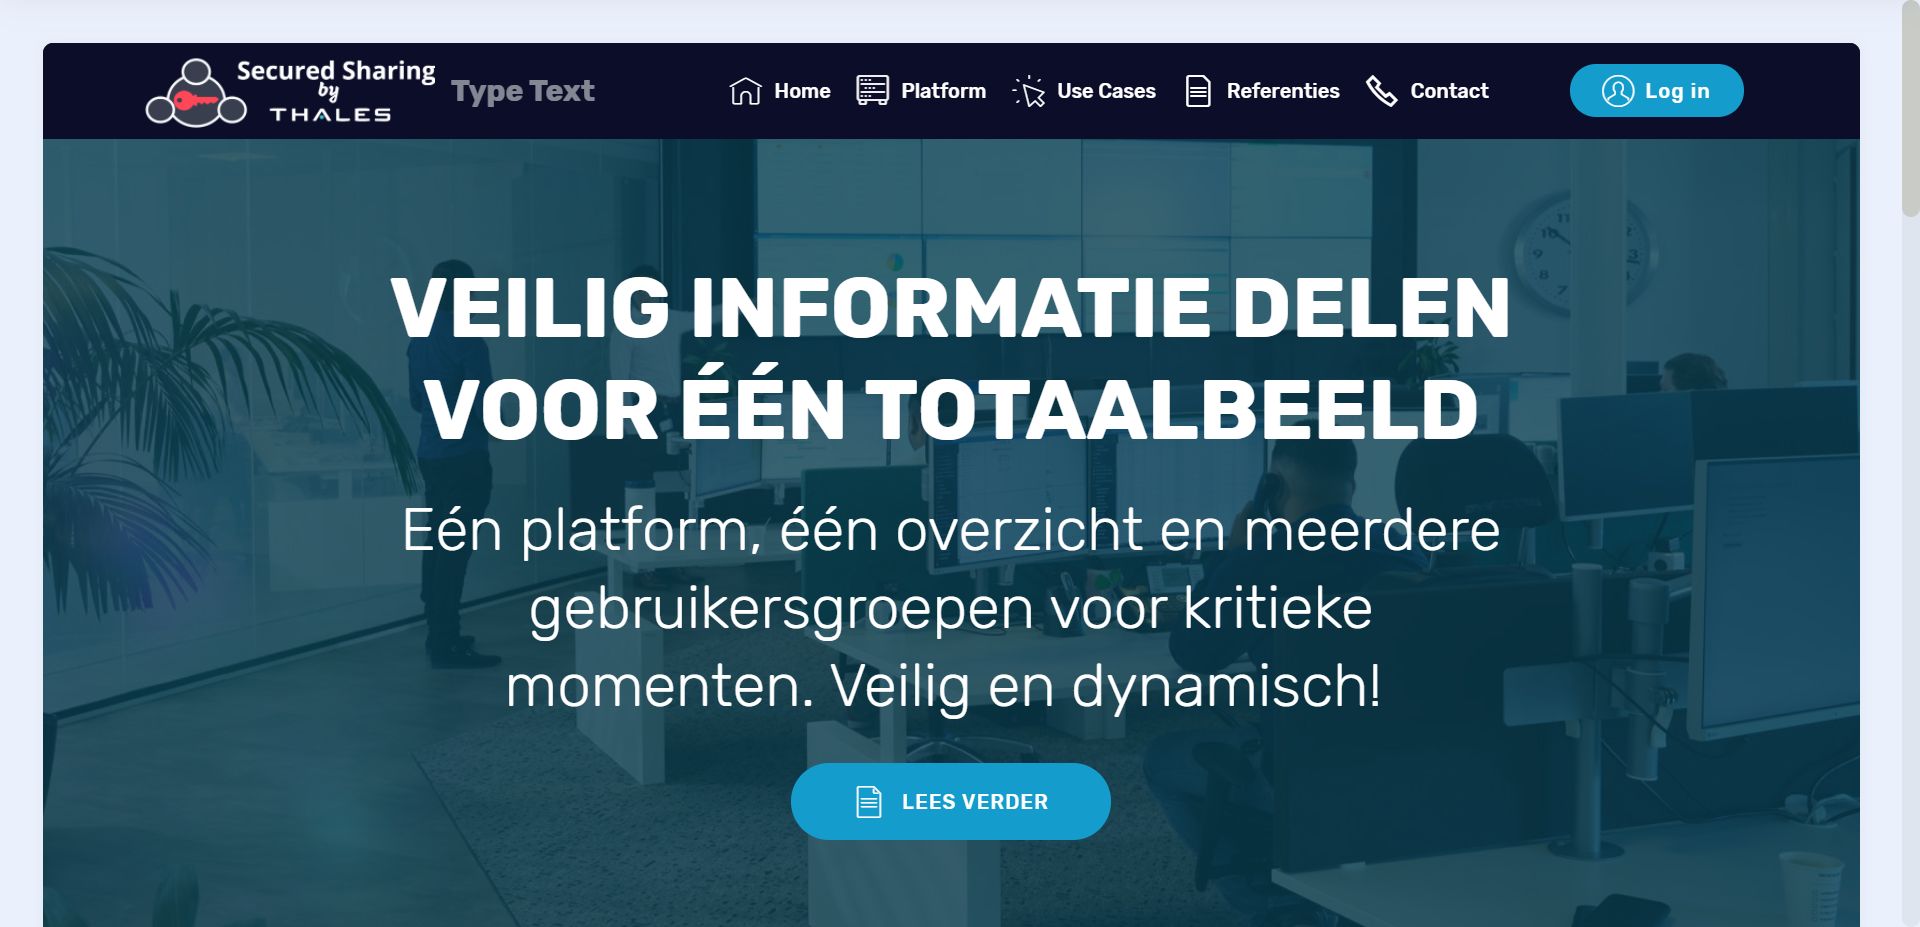 Secured Sharing
by
THALES
Type Text
Home
Platform
Use Cases
Referenties
Contact
Log in
VEILIG INFORMATIE DELEN
VOOR ÉÉN TOTAALBEELD
Eén platform, één overzicht en meerdere
gebruikersgroepen voor kritieke
momenten. Veilig en dynamisch!
LEES VERDER